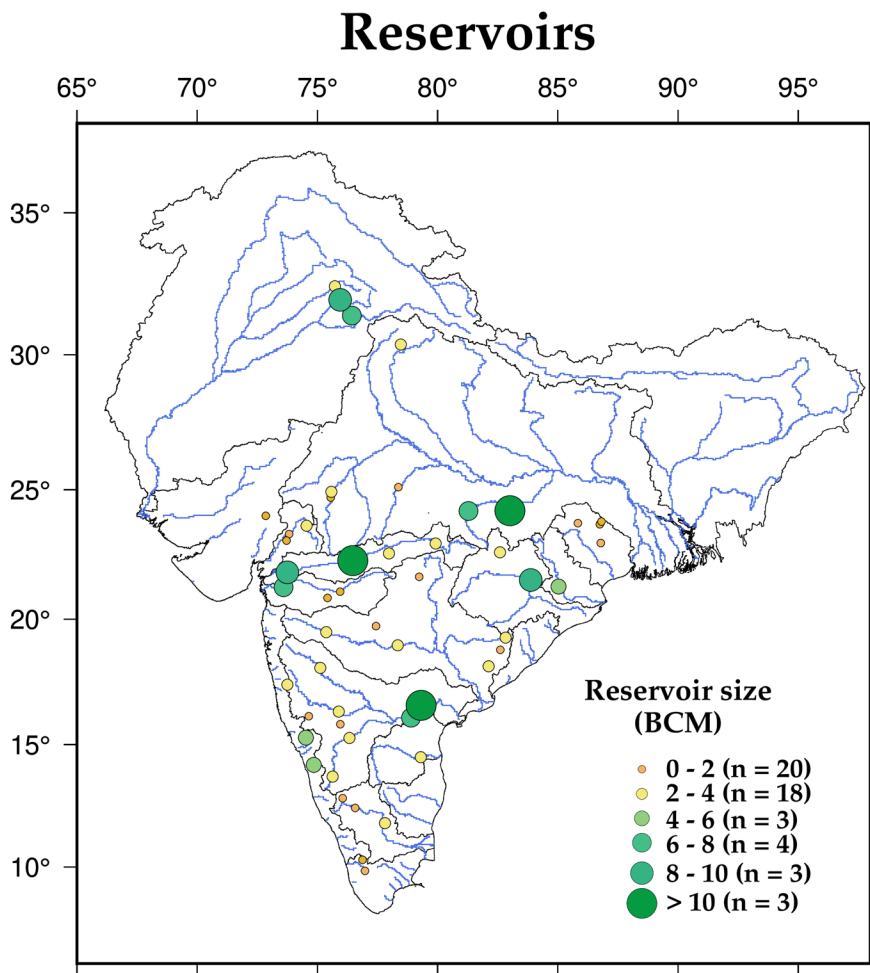 Reservoirs
65° 70° 75° 80° 85° 90° 95°
35°
30°
25°
20°
15°
10°
Reservoir size
(BCM)
0 - 2 (n = 20)
2 - 4 (n = 18)
4 - 6 (n = 3)
6 - 8 (n = 4)
8 - 10 (n = 3)
> 10 (n = 3)